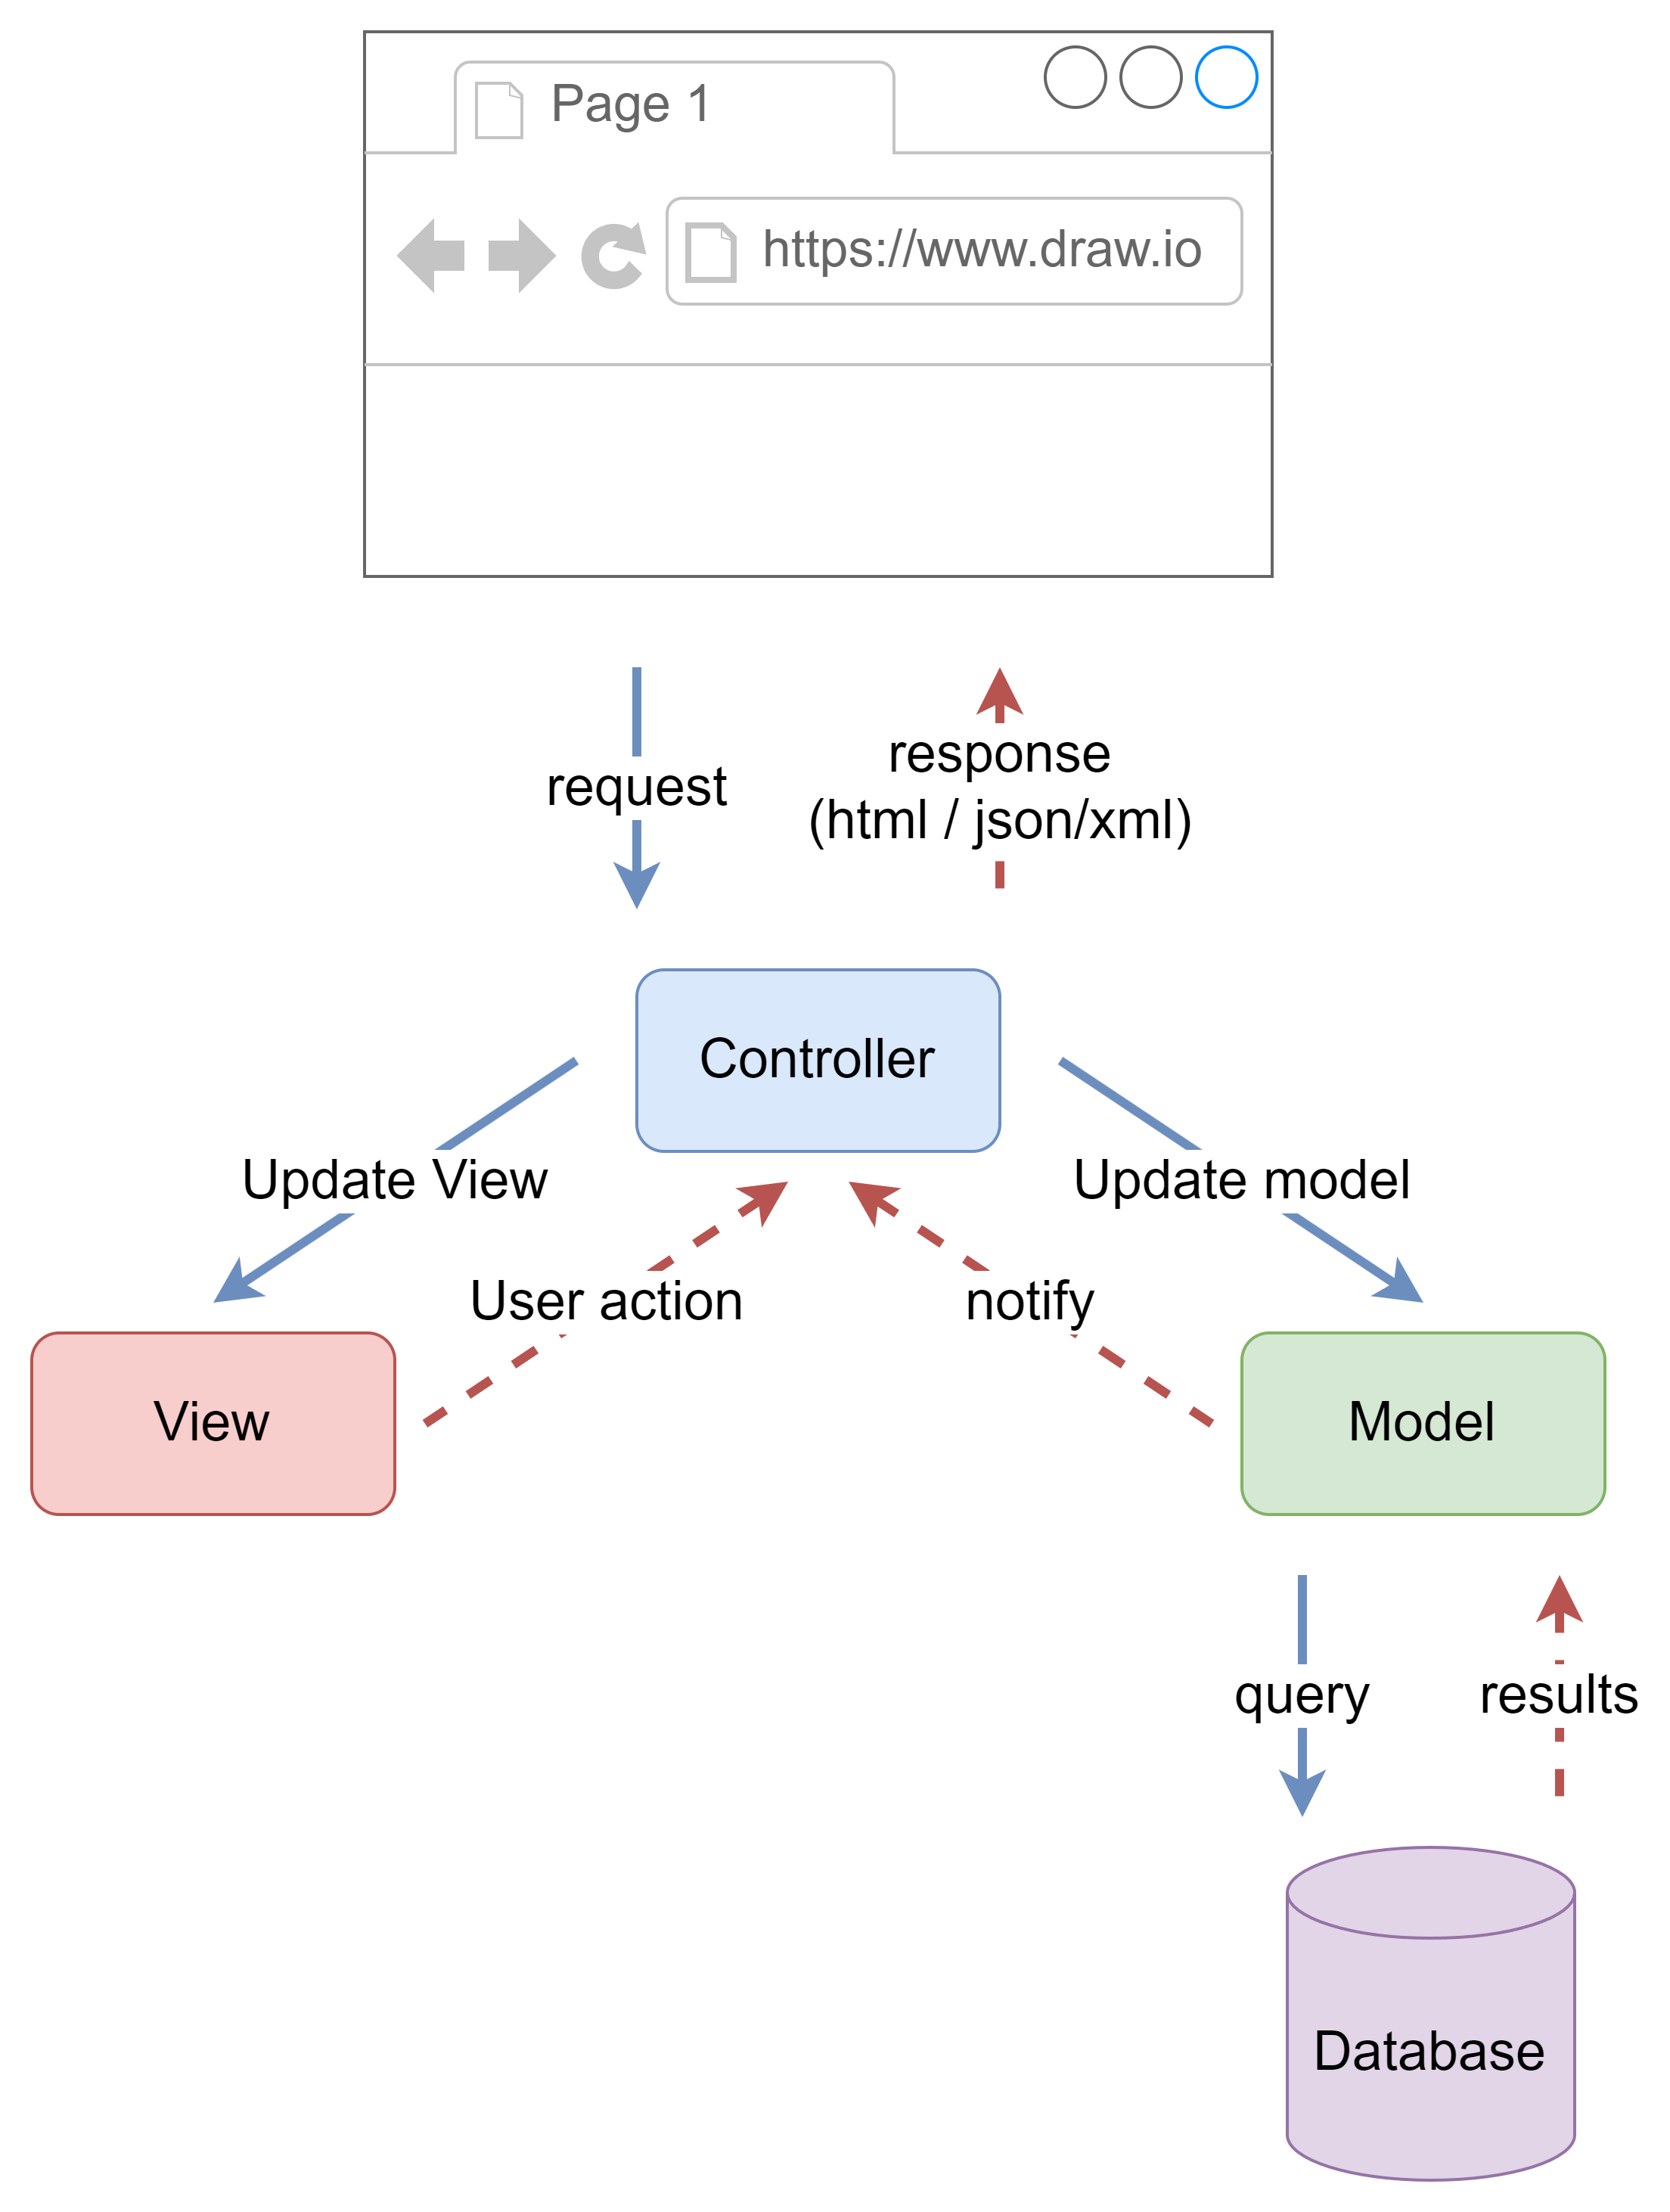 Page 1
https://www.draw.io
request
response
(html / json/xml)
Controller
Update View
Update model
User action
notify
View
Model
query
results
Database